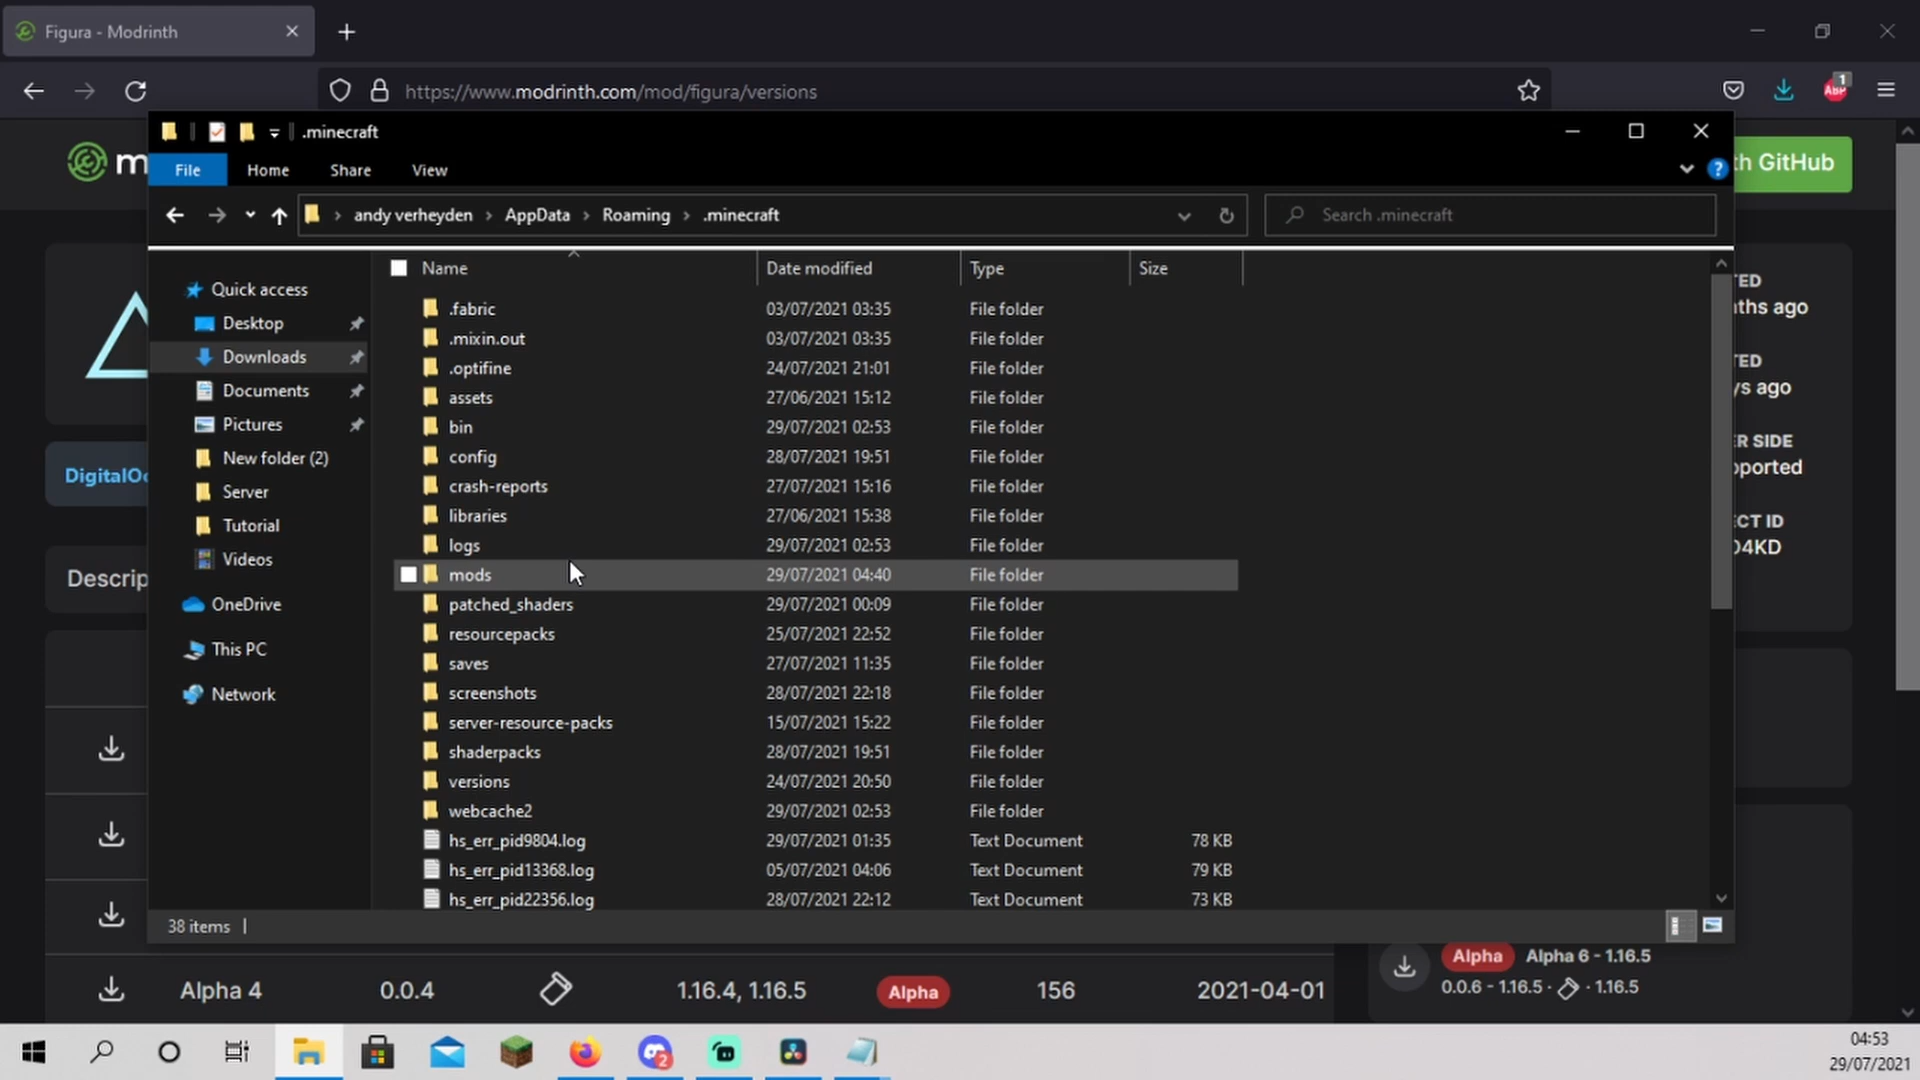 Figura - Modrinth
https://www.modrinth.com/mod/figura/versions
ABP
1
m
th GitHub
.minecraft
File
Home
Share
View
?
andy verheyden > AppData > Roaming > .minecraft
Search .minecraft
Name
Date modified
Type
Size
Quick access
Desktop
Downloads
Documents
Pictures
New folder (2)
Server
Tutorial
Videos
OneDrive
This PC
Network
.fabric 03/07/2021 03:35 File folder
.mixin.out 03/07/2021 03:35 File folder
.optifine 24/07/2021 21:01 File folder
assets 27/06/2021 15:12 File folder
bin 29/07/2021 02:53 File folder
config 28/07/2021 19:51 File folder
crash-reports 27/07/2021 15:16 File folder
libraries 27/06/2021 15:38 File folder
logs 29/07/2021 02:53 File folder
mods 29/07/2021 04:40 File folder
patched_shaders 29/07/2021 00:09 File folder
resourcepacks 25/07/2021 22:52 File folder
saves 27/07/2021 11:35 File folder
screenshots 28/07/2021 22:18 File folder
server-resource-packs 15/07/2021 15:22 File folder
shaderpacks 28/07/2021 19:51 File folder
versions 24/07/2021 20:50 File folder
webcache2 29/07/2021 02:53 File folder
hs_err_pid9804.log 29/07/2021 01:35 Text Document 78 KB
hs_err_pid13368.log 05/07/2021 04:06 Text Document 79 KB
hs_err_pid22356.log 28/07/2021 22:12 Text Document 73 KB
38 items
DigitalOc
Descrip
TED
ths ago
TED
ys ago
R SIDE
pported
CT ID
04KD
Alpha 4 0.0.4 1.16.4, 1.16.5 Alpha 156 2021-04-01
Alpha Alpha 6 - 1.16.5
0.0.6 - 1.16.5 · 1.16.5
2
04:53
29/07/2021